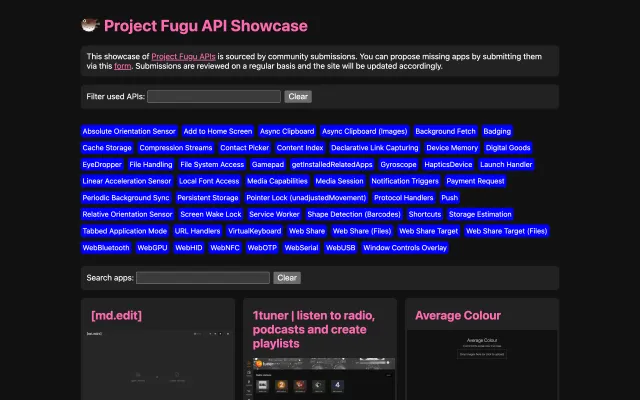 Project Fugu API Showcase
This showcase of Project Fugu APIs is sourced by community submissions. You can propose missing apps by submitting them
via this form. Submissions are reviewed on a regular basis and the site will be updated accordingly.
Filter used APIs: Clear
Absolute Orientation Sensor Add to Home Screen Async Clipboard Async Clipboard (Images) Background Fetch Badging
Cache Storage Compression Streams Contact Picker Content Index Declarative Link Capturing Device Memory Digital Goods
EyeDropper File Handling File System Access Gamepad getInstalledRelatedApps Gyroscope HapticsDevice Launch Handler
Linear Acceleration Sensor Local Font Access Media Capabilities Media Session Notification Triggers Payment Request
Periodic Background Sync Persistent Storage Pointer Lock (unadjustedMovement) Protocol Handlers Push
Relative Orientation Sensor Screen Wake Lock Service Worker Shape Detection (Barcodes) Shortcuts Storage Estimation
Tabbed Application Mode URL Handlers VirtualKeyboard Web Share Web Share (Files) Web Share Target Web Share Target (Files)
WebBluetooth WebGPU WebHID WebNFC WebOTP WebSerial WebUSB Window Controls Overlay
Search apps: Clear
[md.edit]
1tuner | listen to radio,
podcasts and create
playlists
Average Colour
Average Colour